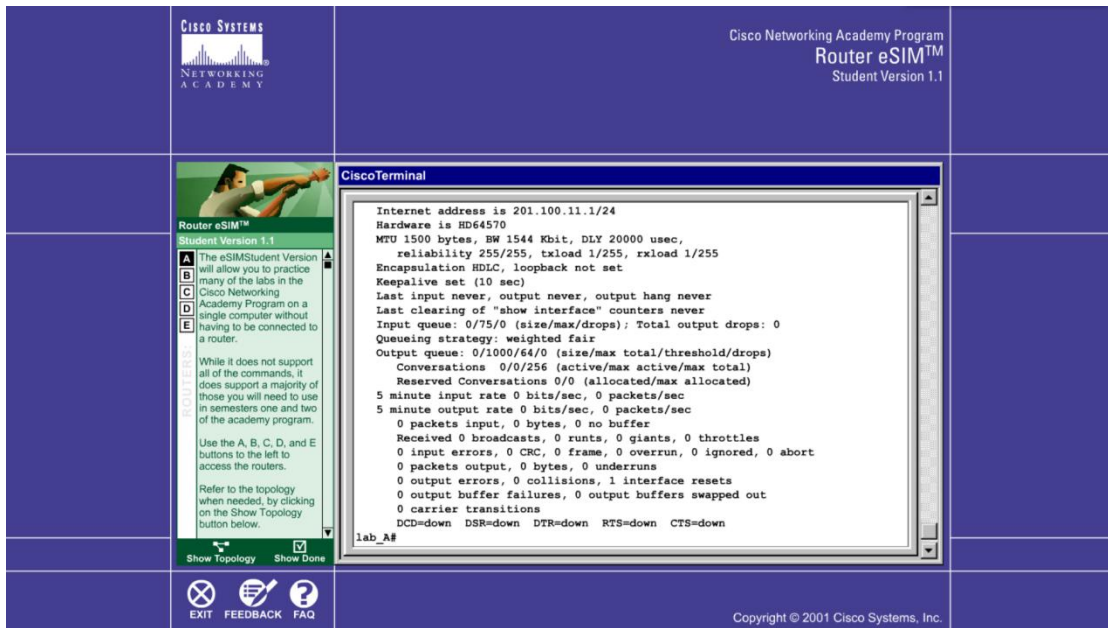 CISCO SYSTEMS
NETWORKING
ACADEMY
Cisco Networking Academy Program
Router eSIM™
Student Version 1.1
Router eSIM™
Student Version 1.1
A
B
C
D
E
ROUTERS:
The eSIMStudent Version
will allow you to practice
many of the labs in the
Cisco Networking
Academy Program on a
single computer without
having to be connected to
a router.
While it does not support
all of the commands, it
does support a majority of
those you will need to use
in semesters one and two
of the academy program.
Use the A, B, C, D, and E
buttons to the left to
access the routers.
Refer to the topology
when needed, by clicking
on the Show Topology
button below.
Show Topology Show Done
CiscoTerminal
Internet address is 201.100.11.1/24
Hardware is HD64570
MTU 1500 bytes, BW 1544 Kbit, DLY 20000 usec,
reliability 255/255, txload 1/255, rxload 1/255
Encapsulation HDLC, loopback not set
Keepalive set (10 sec)
Last input never, output never, output hang never
Last clearing of "show interface" counters never
Input queue: 0/75/0 (size/max/drops); Total output drops: 0
Queueing strategy: weighted fair
Output queue: 0/1000/64/0 (size/max total/threshold/drops)
Conversations 0/0/256 (active/max active/max total)
Reserved Conversations 0/0 (allocated/max allocated)
5 minute input rate 0 bits/sec, 0 packets/sec
5 minute output rate 0 bits/sec, 0 packets/sec
0 packets input, 0 bytes, 0 no buffer
Received 0 broadcasts, 0 runts, 0 giants, 0 throttles
0 input errors, 0 CRC, 0 frame, 0 overrun, 0 ignored, 0 abort
0 packets output, 0 bytes, 0 underruns
0 output errors, 0 collisions, 1 interface resets
0 output buffer failures, 0 output buffers swapped out
0 carrier transitions
DCD=down DSR=down DTR=down RTS=down CTS=down
lab_A#
EXIT FEEDBACK FAQ
Copyright © 2001 Cisco Systems, Inc.